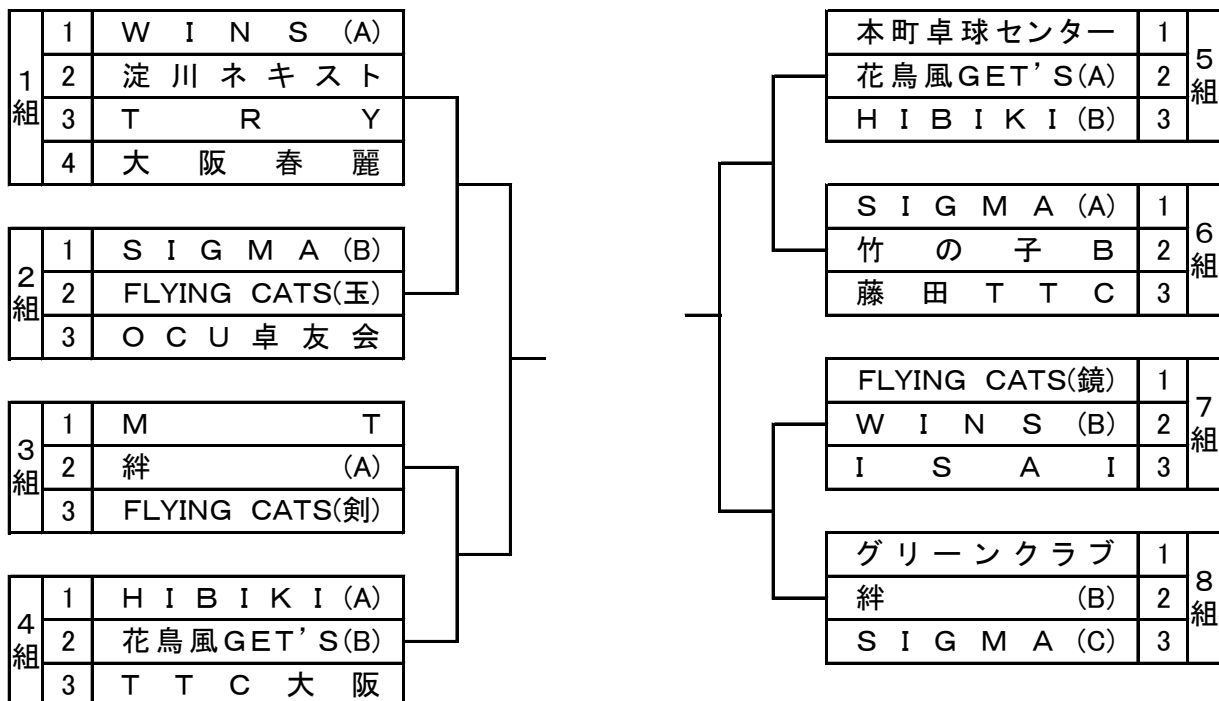 1組
1 WINS(A)
2 淀川ネキスト
3 TRY
4 大阪春麗
2組
1 SIGMA(B)
2 FLYING CATS(玉)
3 OCU卓友会
3組
1 MT
2 絆(A)
3 FLYING CATS(剣)
4組
1 HIBIKI(A)
2 花鳥風GET'S(B)
3 TTC大阪
本町卓球センター 1
花鳥風GET'S(A) 2
HIBIKI(B) 3
5組
SIGMA(A) 1
竹の子B 2
藤田TTC 3
6組
FLYING CATS(鏡) 1
WINS(B) 2
ISAI 3
7組
グリーンクラブ 1
絆(B) 2
SIGMA(C) 3
8組